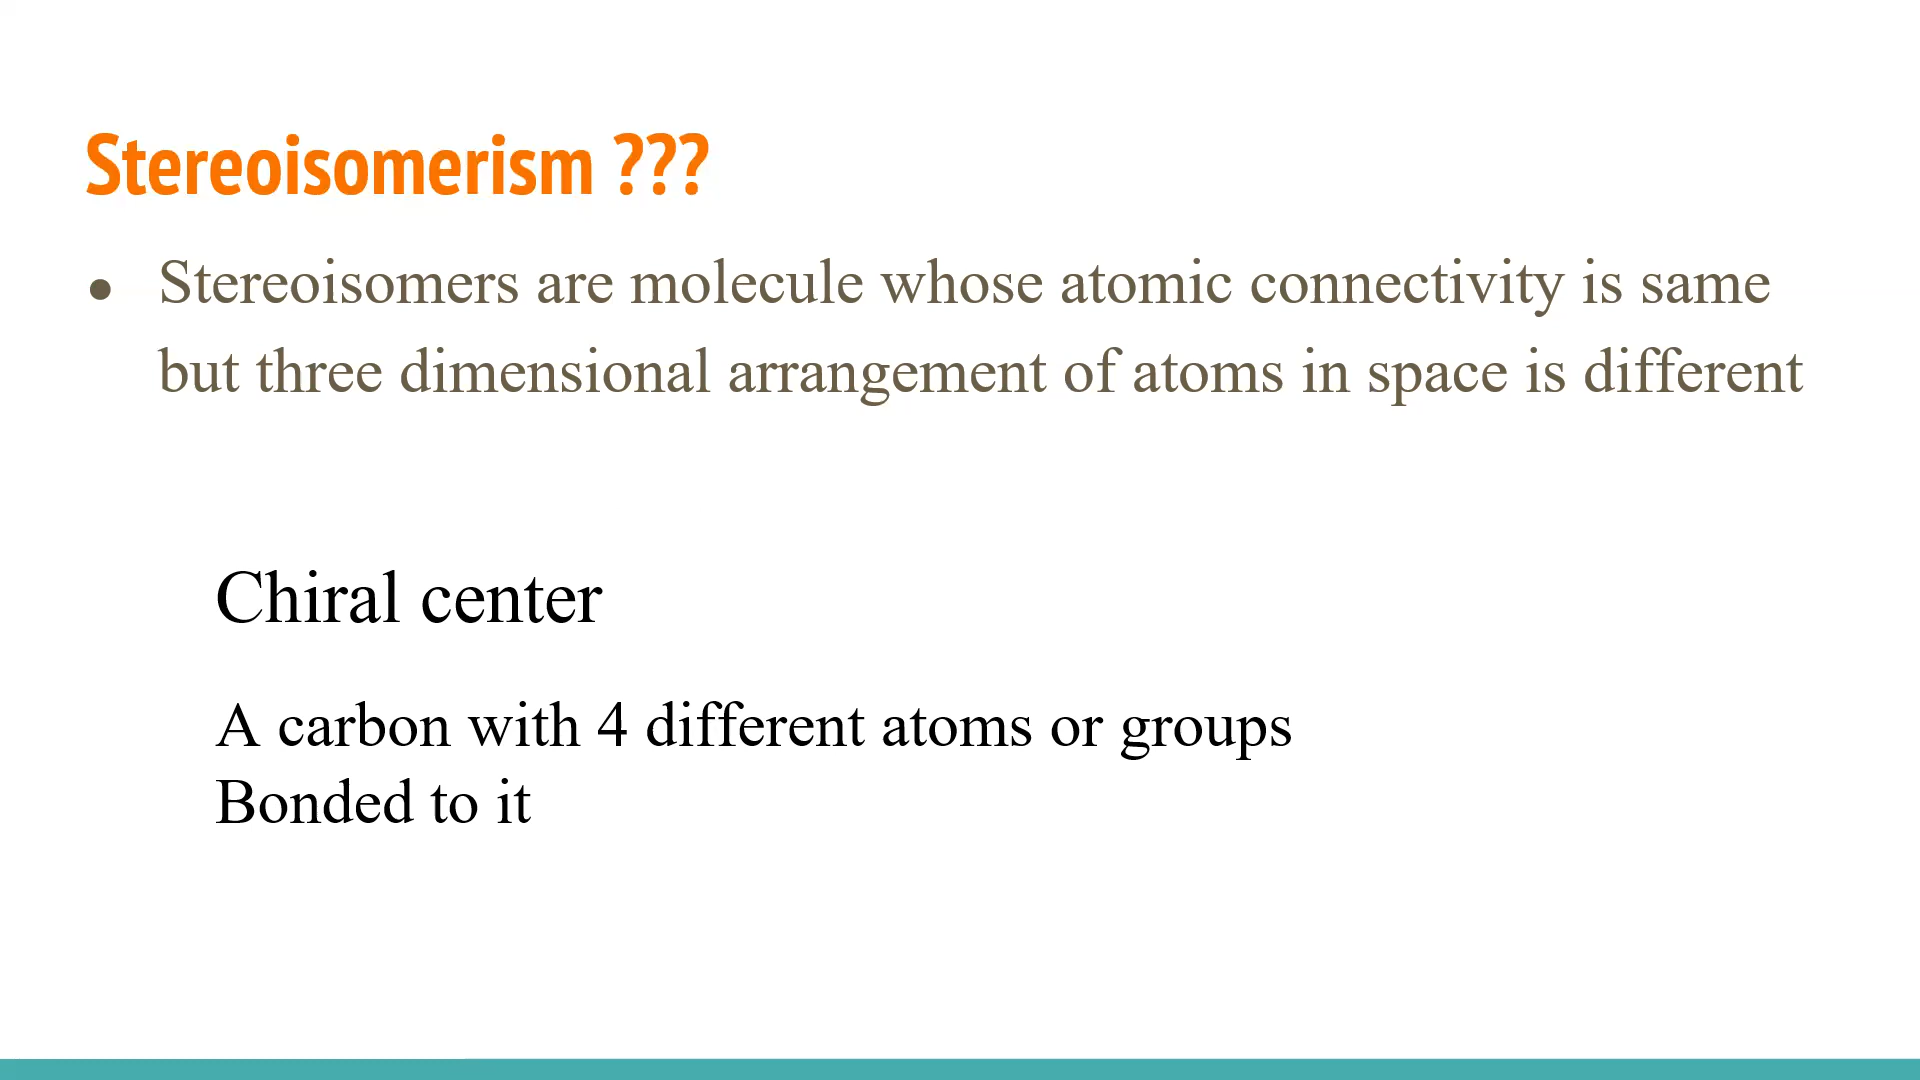 Stereoisomerism ???
● Stereoisomers are molecule whose atomic connectivity is same
but three dimensional arrangement of atoms in space is different
Chiral center
A carbon with 4 different atoms or groups
Bonded to it